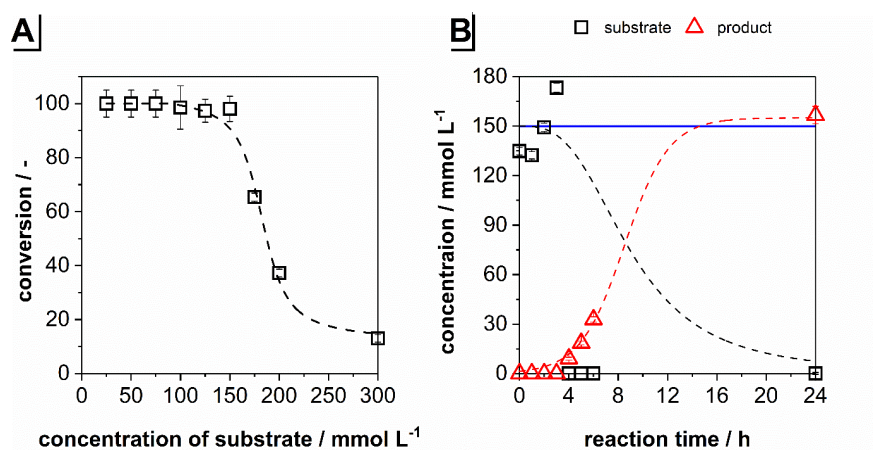 A
conversion / -
100
80
60
40
20
0
0 50 100 150 200 250 300
concentration of substrate / mmol L⁻¹
B
substrate product
concentraion / mmol L⁻¹
180
150
120
90
60
30
0
0 4 8 12 16 20 24
reaction time / h